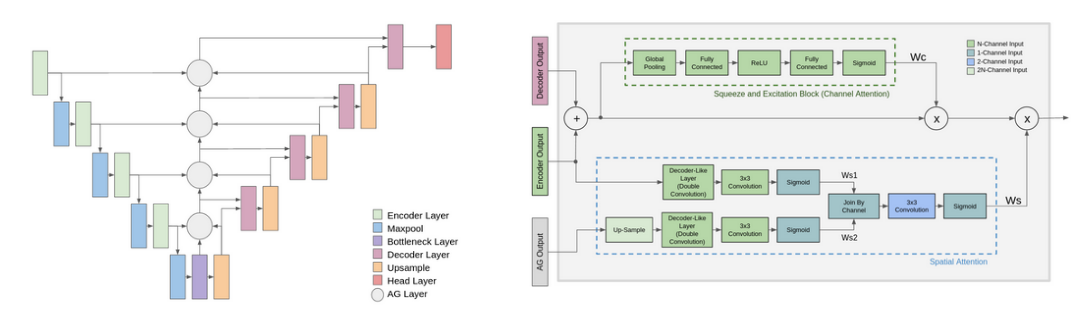 Encoder Layer
Maxpool
Bottleneck Layer
Decoder Layer
Upsample
Head Layer
AG Layer
Decoder Output
Encoder Output
AG Output
+
Global
Pooling
Fully
Connected
ReLU
Fully
Connected
Sigmoid
Wc
Squeeze and Excitation Block (Channel Attention)
N-Channel Input
1-Channel Input
2-Channel Input
2N-Channel Input
x
x
Decoder-Like
Layer
(Double
Convolution)
3x3
Convolution
Sigmoid
Ws1
Up-Sample
Decoder-Like
Layer
(Double
Convolution)
3x3
Convolution
Sigmoid
Ws2
Join By
Channel
3x3
Convolution
Sigmoid
Ws
Spatial Attention